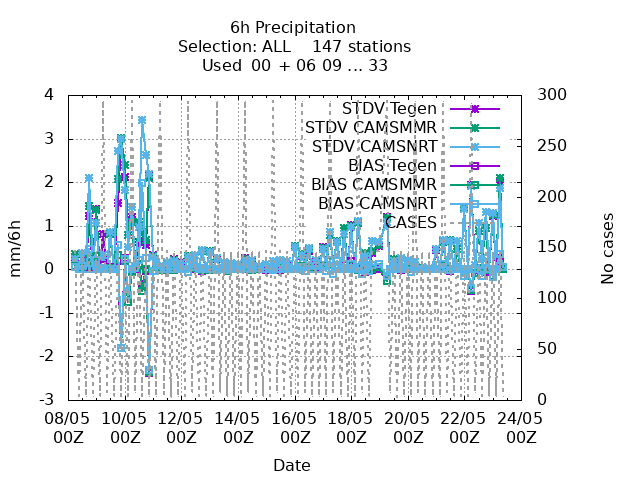 6h Precipitation
Selection: ALL 147 stations
Used 00 + 06 09 ... 33
4
3
2
1
0
-1
-2
-3
mm/6h
300
250
200
150
100
50
0
No cases
STDV Tegen
STDV CAMSMMR
STDV CAMSNRT
BIAS Tegen
BIAS CAMSMMR
BIAS CAMSNRT
CASES
08/05 10/05 12/05 14/05 16/05 18/05 20/05 22/05 24/05
00Z 00Z 00Z 00Z 00Z 00Z 00Z 00Z 00Z
Date